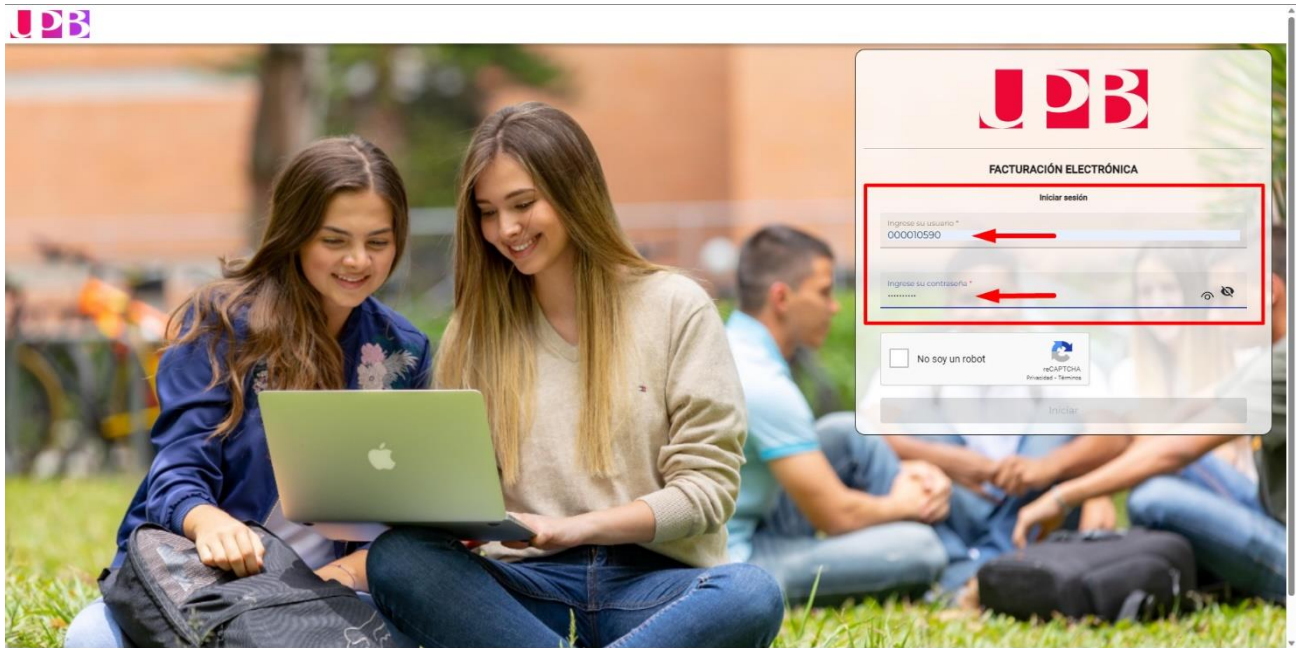 UPB
UPB
FACTURACIÓN ELECTRÓNICA
Iniciar sesión
Ingrese su usuario *
000010590
Ingrese su contraseña *
··········
No soy un robot
reCAPTCHA
Privacidad - Términos
Iniciar